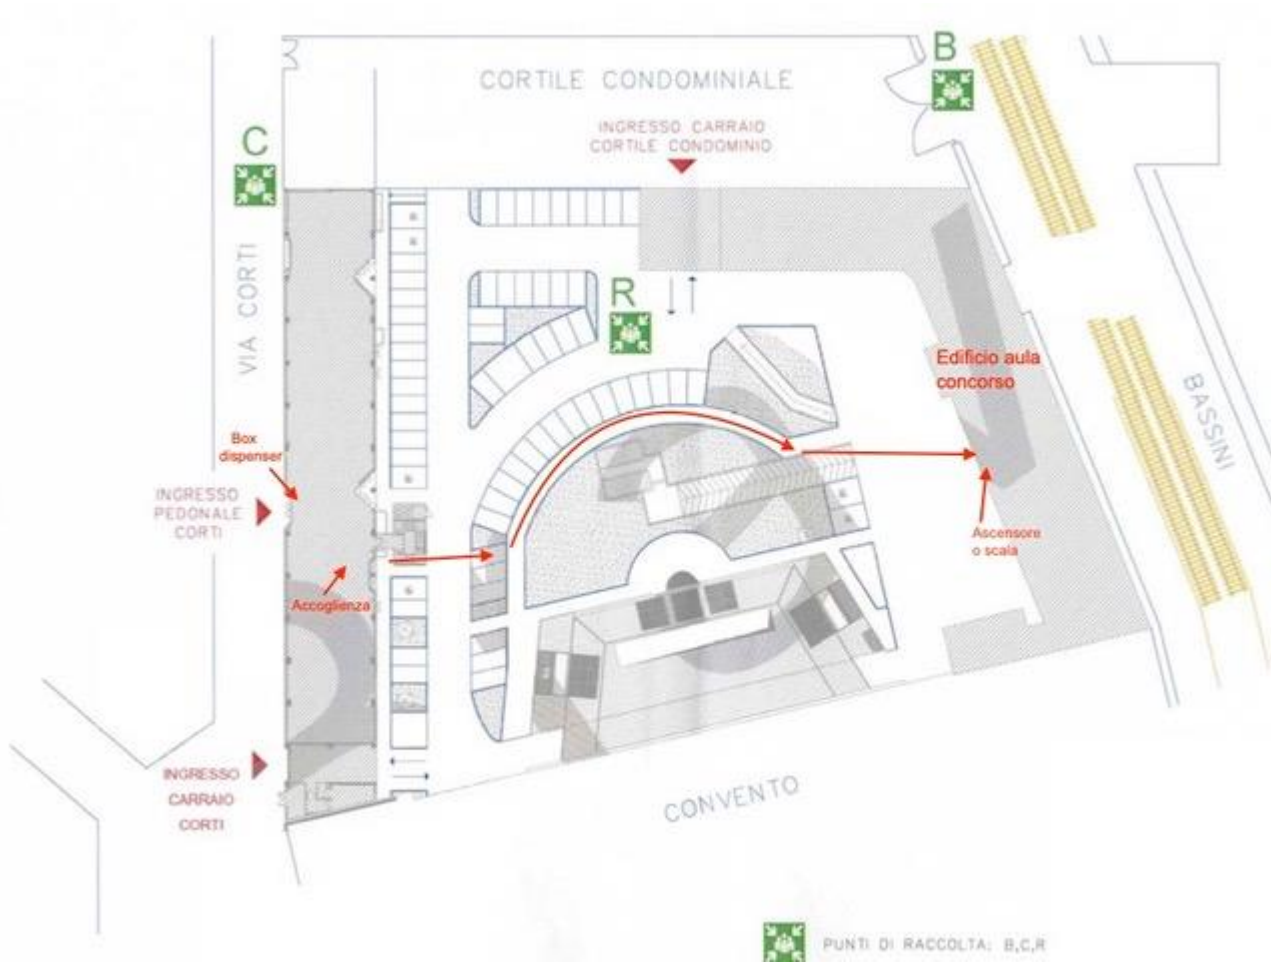 B
CORTILE CONDOMINIALE
INGRESSO CARRAIO
CORTILE CONDOMINIO
C
VIA CORTI
R
Edificio aula
concorso
BASSINI
Box
dispenser
INGRESSO
PEDONALE
CORTI
Ascensore
o scala
Accoglienza
INGRESSO
CARRAIO
CORTI
CONVENTO
PUNTI DI RACCOLTA: B,C,R